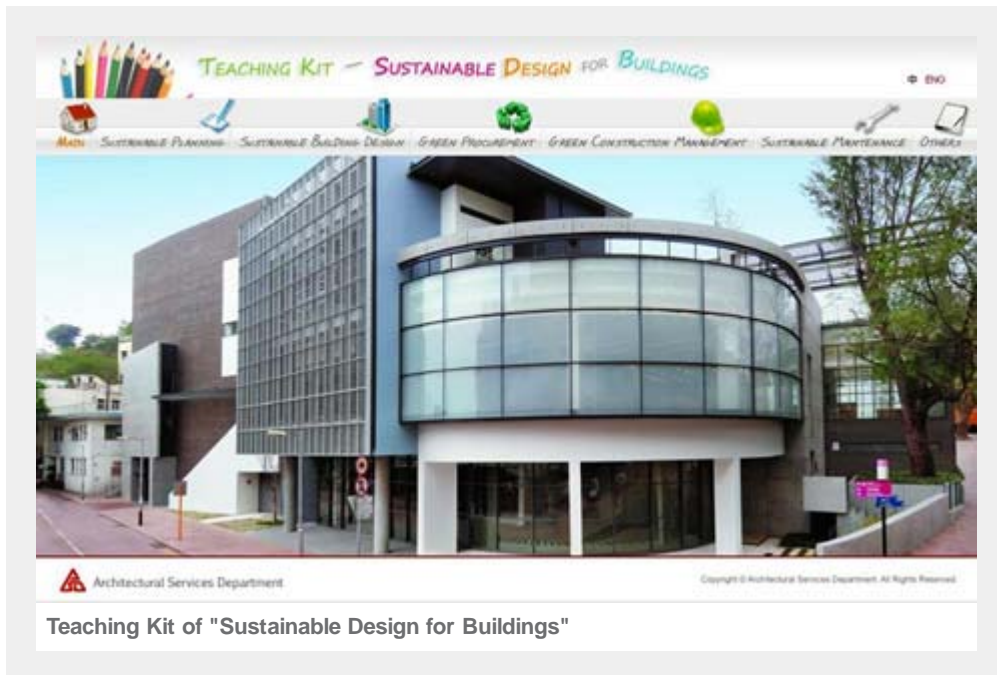 TEACHING KIT – SUSTAINABLE DESIGN FOR BUILDINGS
中 ENG
MAIN SUSTAINABLE PLANNING SUSTAINABLE BUILDING DESIGN GREEN PROCUREMENT GREEN CONSTRUCTION MANAGEMENT SUSTAINABLE MAINTENANCE OTHERS
Architectural Services Department
Copyright © Architectural Services Department. All Rights Reserved.
Teaching Kit of "Sustainable Design for Buildings"